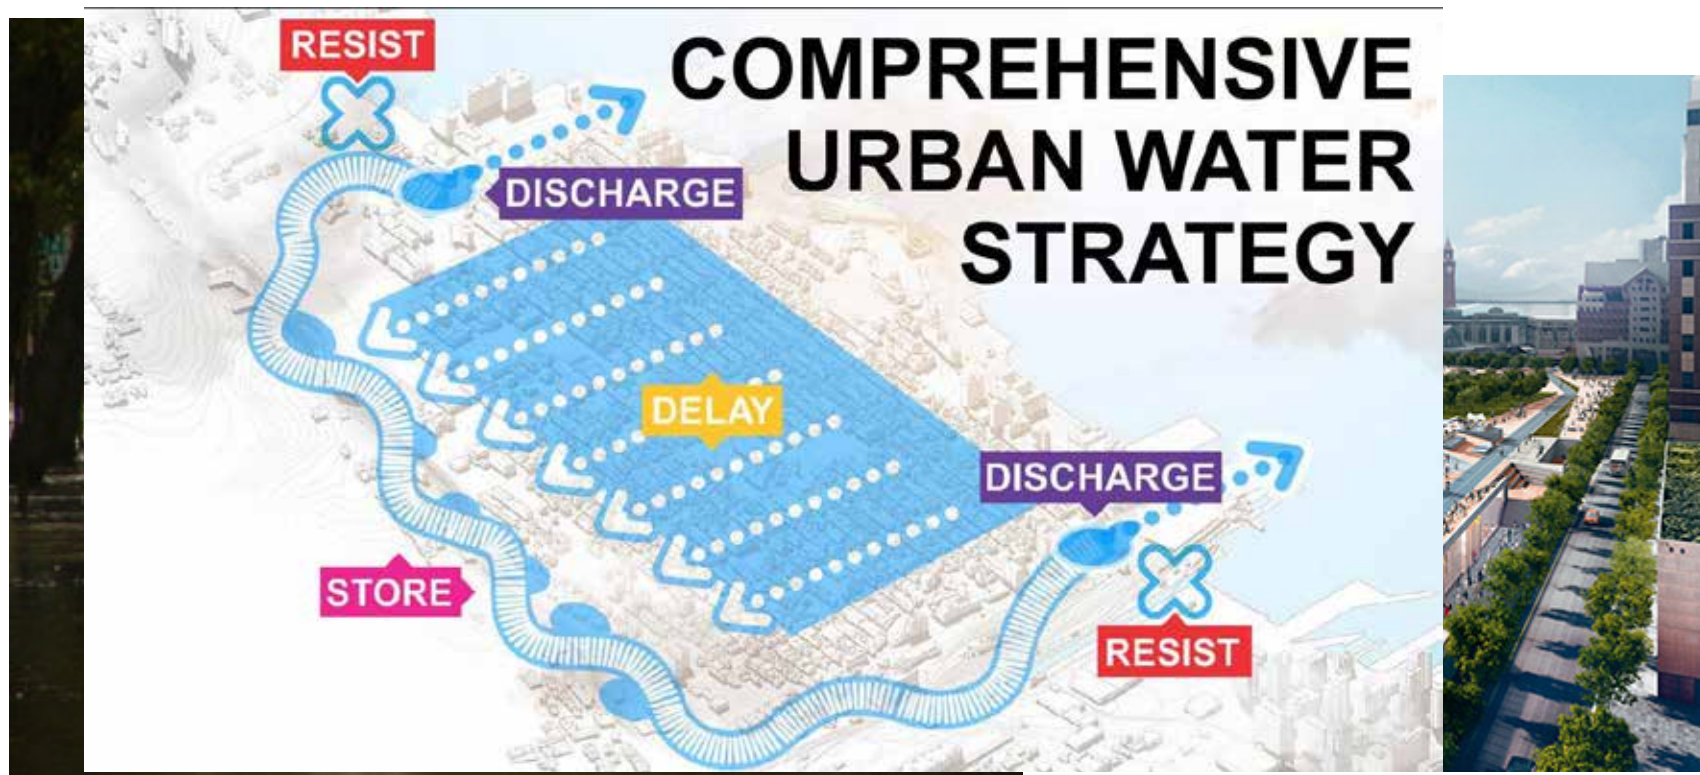 RESIST
COMPREHENSIVE
URBAN WATER
STRATEGY
DISCHARGE
DELAY
DISCHARGE
STORE
RESIST